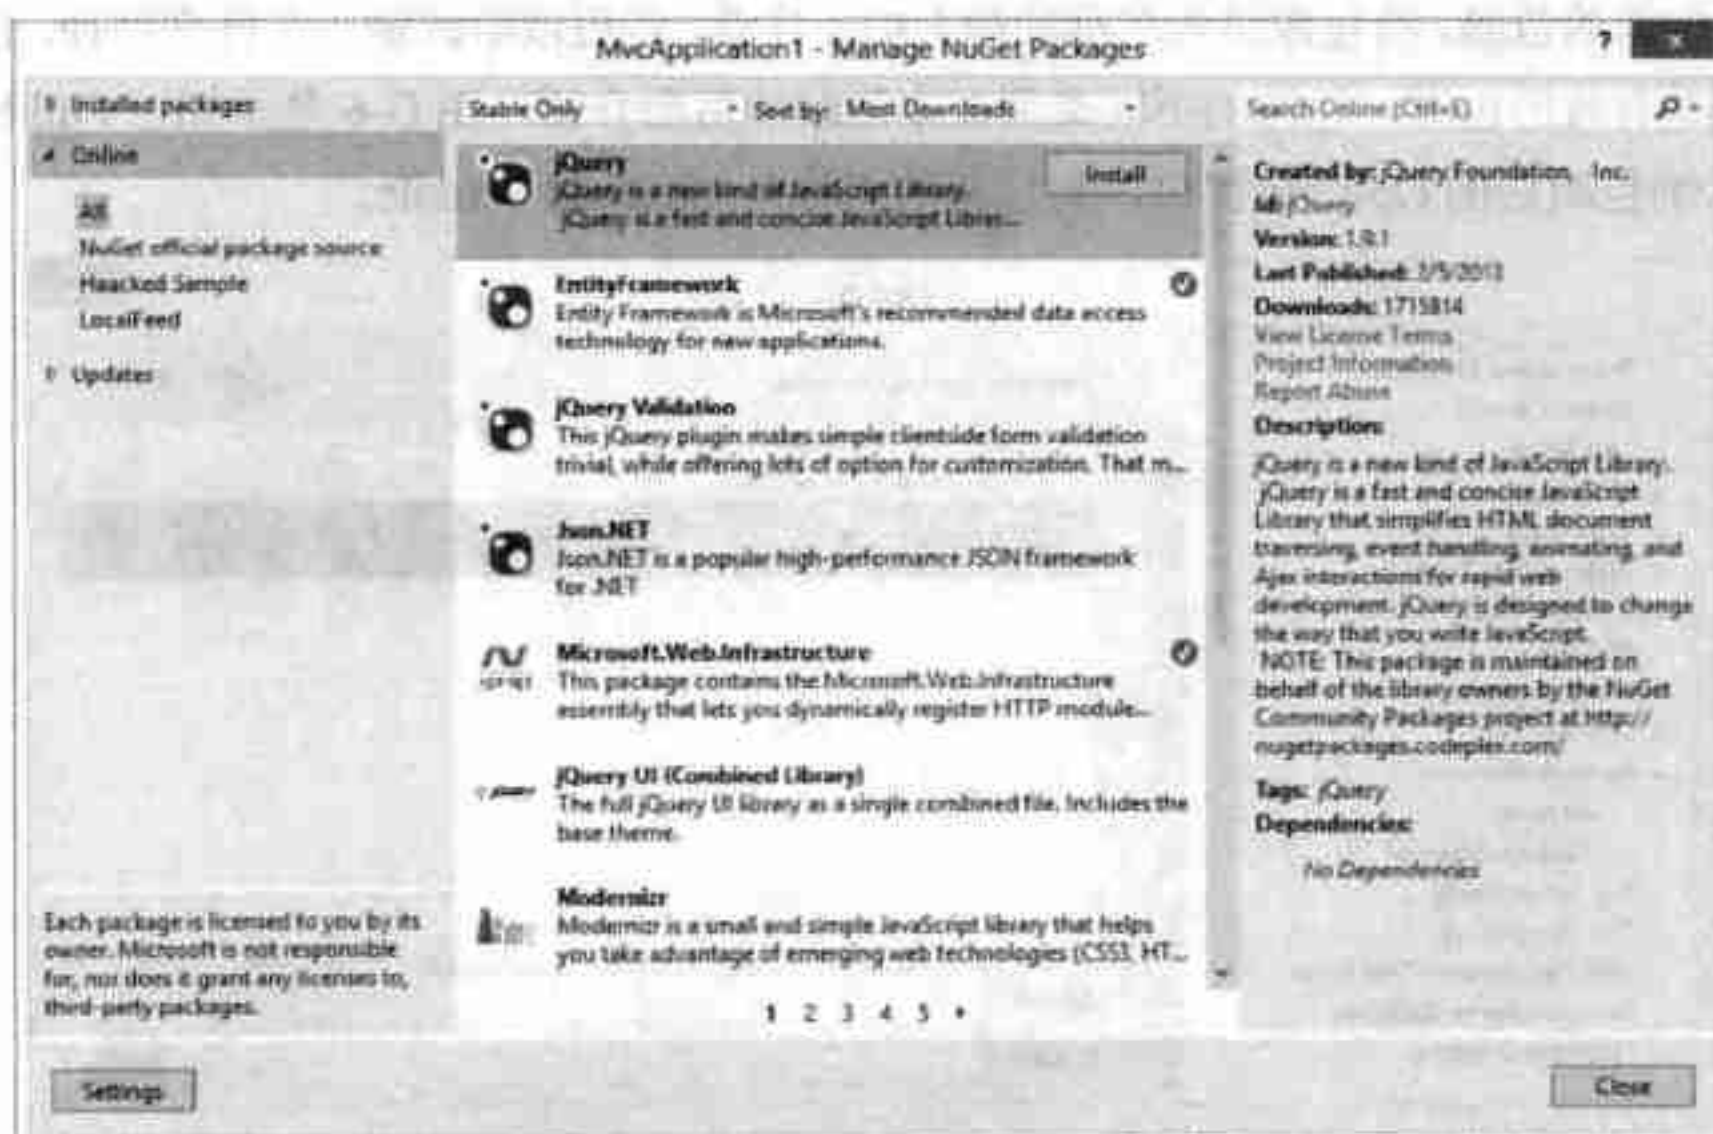 MvcApplication1 - Manage NuGet Packages
?
Installed packages
Online
All
NuGet official package source
Haacked Sample
LocalFeed
Updates
Each package is licensed to you by its
owner. Microsoft is not responsible
for, nor does it grant any licenses to,
third-party packages.
Settings
Stable Only
Sort by: Most Downloads
jQuery
jQuery is a new kind of JavaScript Library.
jQuery is a fast and concise JavaScript Librar...
Install
EntityFramework
Entity Framework is Microsoft's recommended data access
technology for new applications.
jQuery Validation
This jQuery plugin makes simple clientside form validation
trivial, while offering lots of option for customization. That m...
Json.NET
Json.NET is a popular high-performance JSON framework
for .NET
Microsoft.Web.Infrastructure
This package contains the Microsoft.Web.Infrastructure
assembly that lets you dynamically register HTTP module...
jQuery UI (Combined Library)
The full jQuery UI library as a single combined file. Includes the
base theme.
Modernizr
Modernizr is a small and simple JavaScript library that helps
you take advantage of emerging web technologies (CSS3, HT...
1 2 3 4 5
Search Online (Ctrl+E)
Created by: jQuery Foundation, Inc.
Id: jQuery
Version: 1.9.1
Last Published:
Downloads: 1715814
View License Terms
Project Information
Report Abuse
Description:
jQuery is a new kind of JavaScript Library.
jQuery is a fast and concise JavaScript
Library that simplifies HTML document
traversing, event handling, animating, and
Ajax interactions for rapid web
development. jQuery is designed to change
the way that you write JavaScript.
NOTE: This package is maintained on
behalf of the library owners by the NuGet
Community Packages project at http://
nugetpackages.codeplex.com/
Tags: jQuery
Dependencies:
No Dependencies
Close